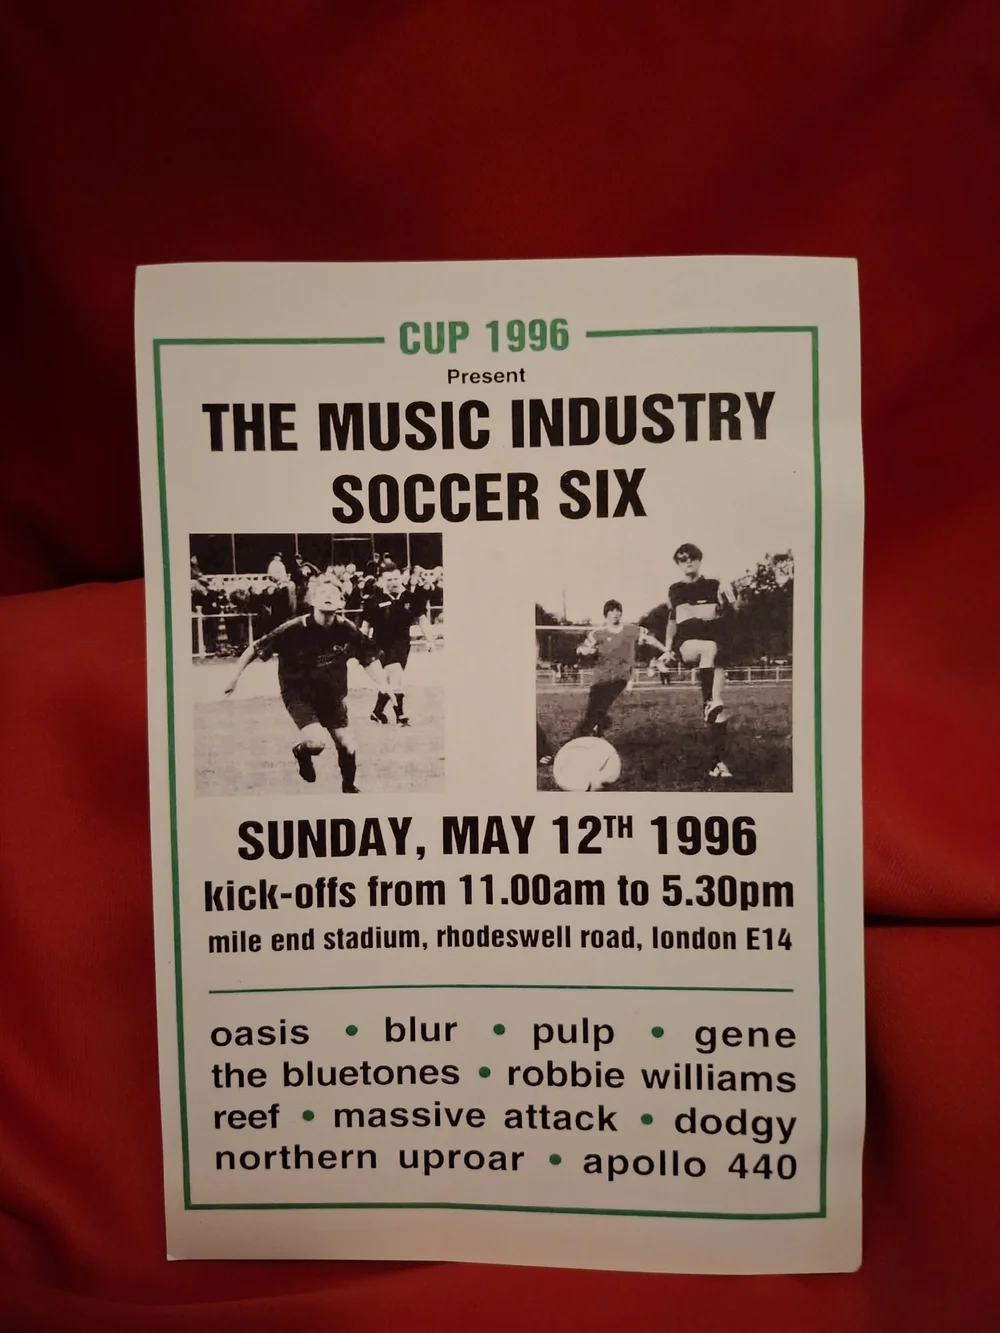 CUP 1996
Present
THE MUSIC INDUSTRY
SOCCER SIX
SUNDAY, MAY 12TH 1996
kick-offs from 11.00am to 5.30pm
mile end stadium, rhodeswell road, london E14
oasis • blur • pulp • gene
the bluetones • robbie williams
reef • massive attack • dodgy
northern uproar • apollo 440